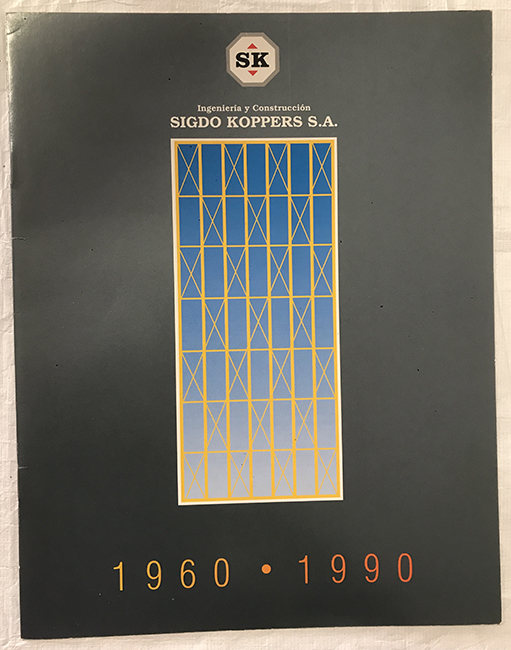 SK
Ingeniería y Construcción
SIGDO KOPPERS S.A.
1960 • 1990